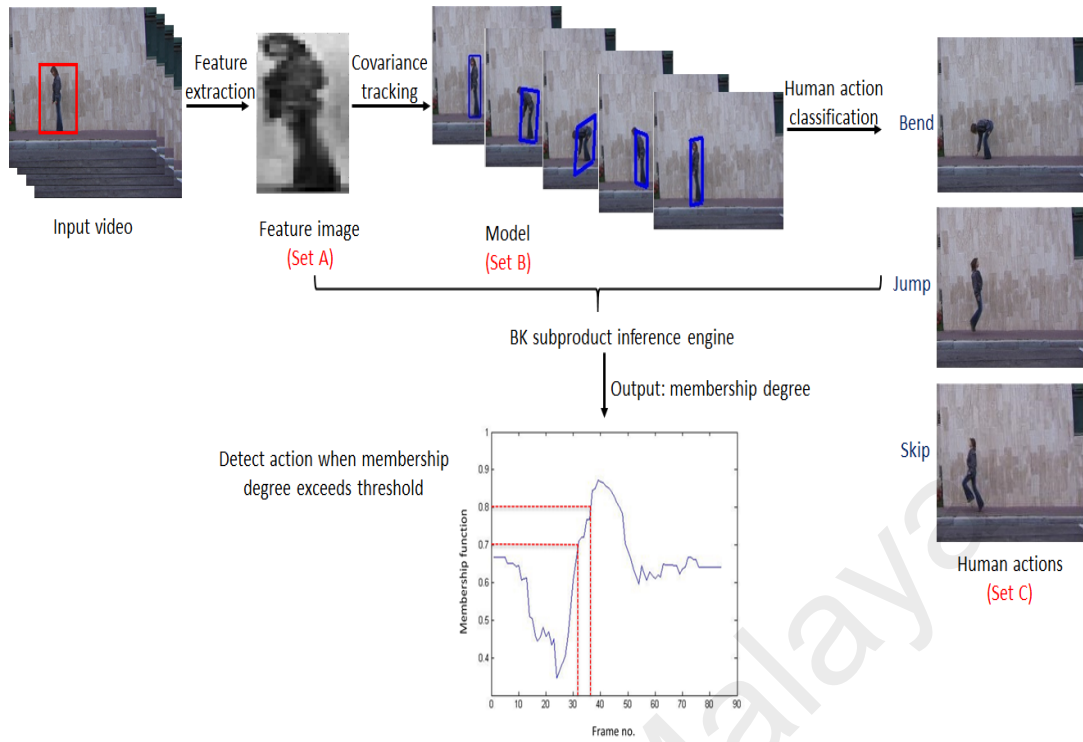 Feature
extraction
Covariance
tracking
Human action
classification
Bend
Input video
Feature image
(Set A)
Model
(Set B)
Jump
BK subproduct inference engine
Output: membership degree
Detect action when membership
degree exceeds threshold
Skip
Human actions
(Set C)
Membership function
1
0.9
0.8
0.7
0.6
0.5
0.4
0 10 20 30 40 50 60 70 80 90
Frame no.
Malaya